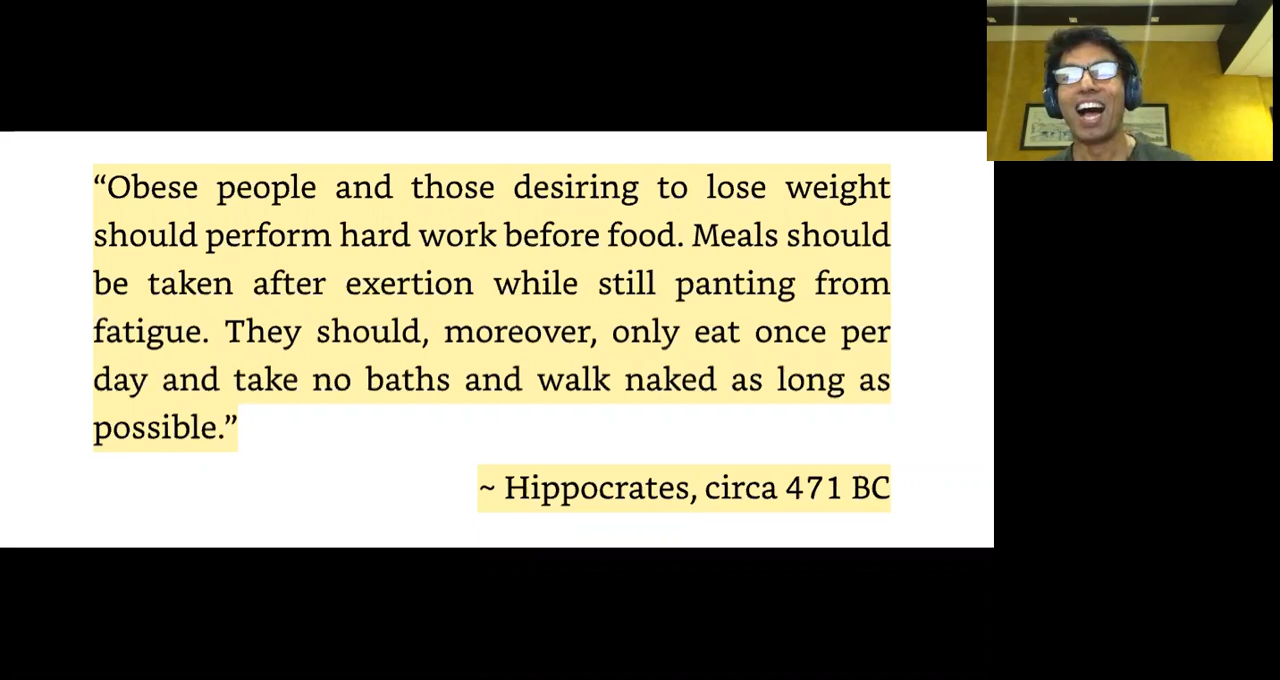 “Obese people and those desiring to lose weight
should perform hard work before food. Meals should
be taken after exertion while still panting from
fatigue. They should, moreover, only eat once per
day and take no baths and walk naked as long as
possible.”
~ Hippocrates, circa 471 BC